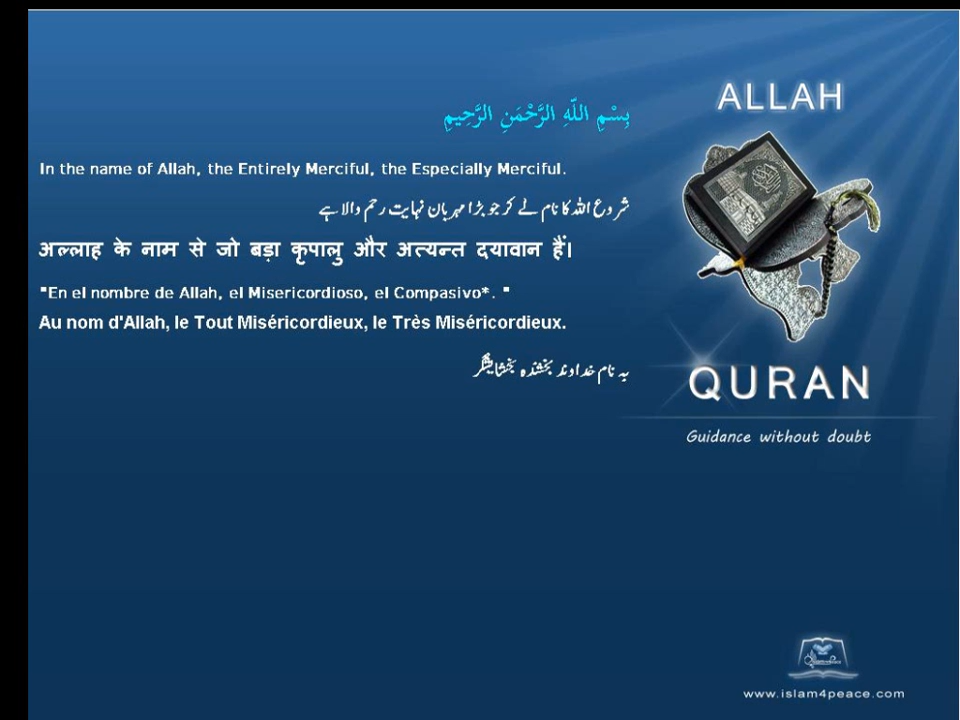 بِسْمِ اللّهِ الرَّحْمَنِ الرَّحِيمِ
In the name of Allah, the Entirely Merciful, the Especially Merciful.
شروع اللہ کا نام لے کر جو بڑا مہربان نہایت رحم والا ہے
अल्लाह के नाम से जो बड़ा कृपालु और अत्यन्त दयावान हैं।
"En el nombre de Allah, el Misericordioso, el Compasivo*. "
Au nom d'Allah, le Tout Miséricordieux, le Très Miséricordieux.
به نام خداوند بخشنده بخشایشگر
ALLAH
QURAN
Guidance without doubt
www.islam4peace.com